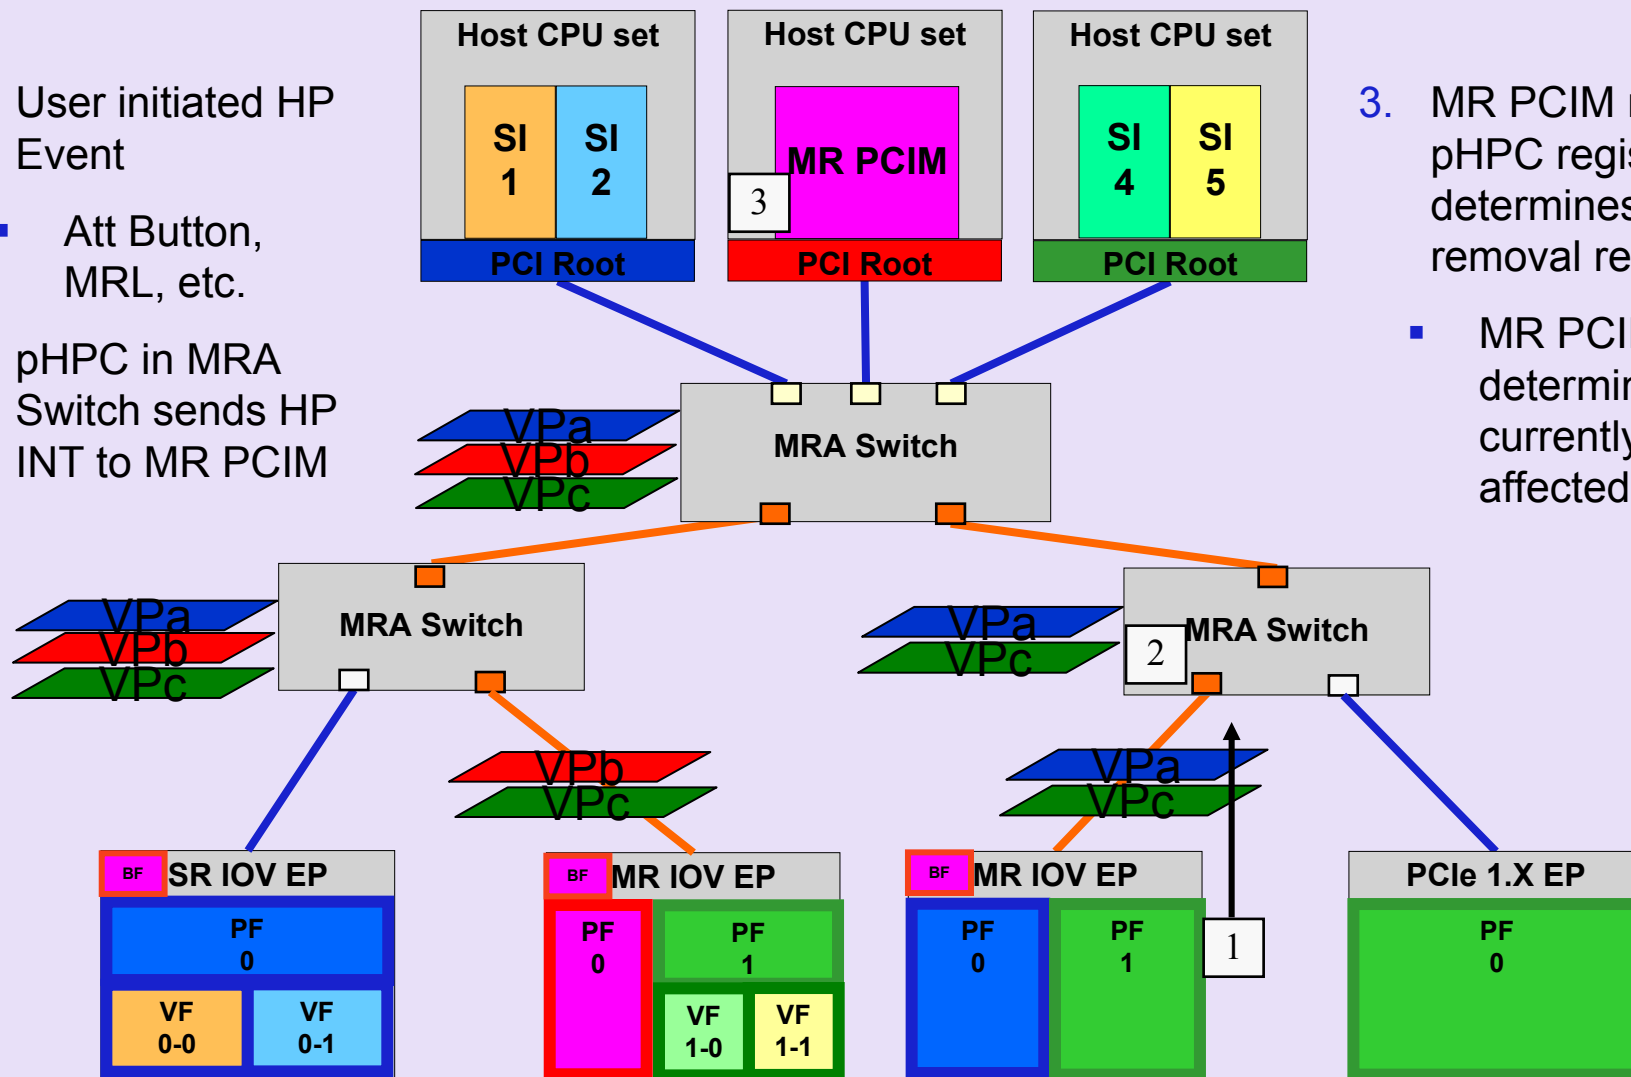 User initiated HP
Event
Att Button,
MRL, etc.
pHPC in MRA
Switch sends HP
INT to MR PCIM
Host CPU set
SI
1
SI
2
PCI Root
Host CPU set
MR PCIM
3
PCI Root
Host CPU set
SI
4
SI
5
PCI Root
3. MR PCIM
pHPC
determines
removal
MR
currently
affected
MRA Switch
VPa
VPb
VPc
MRA Switch
VPa
VPb
VPc
MRA Switch
2
VPa
VPc
VPb
VPc
VPa
VPc
BF SR IOV EP
PF
0
VF
0-0
VF
0-1
BF MR IOV EP
PF
0
PF
1
VF
1-0
VF
1-1
BF MR IOV EP
PF
0
PF
1
1
PCIe 1.X EP
PF
0